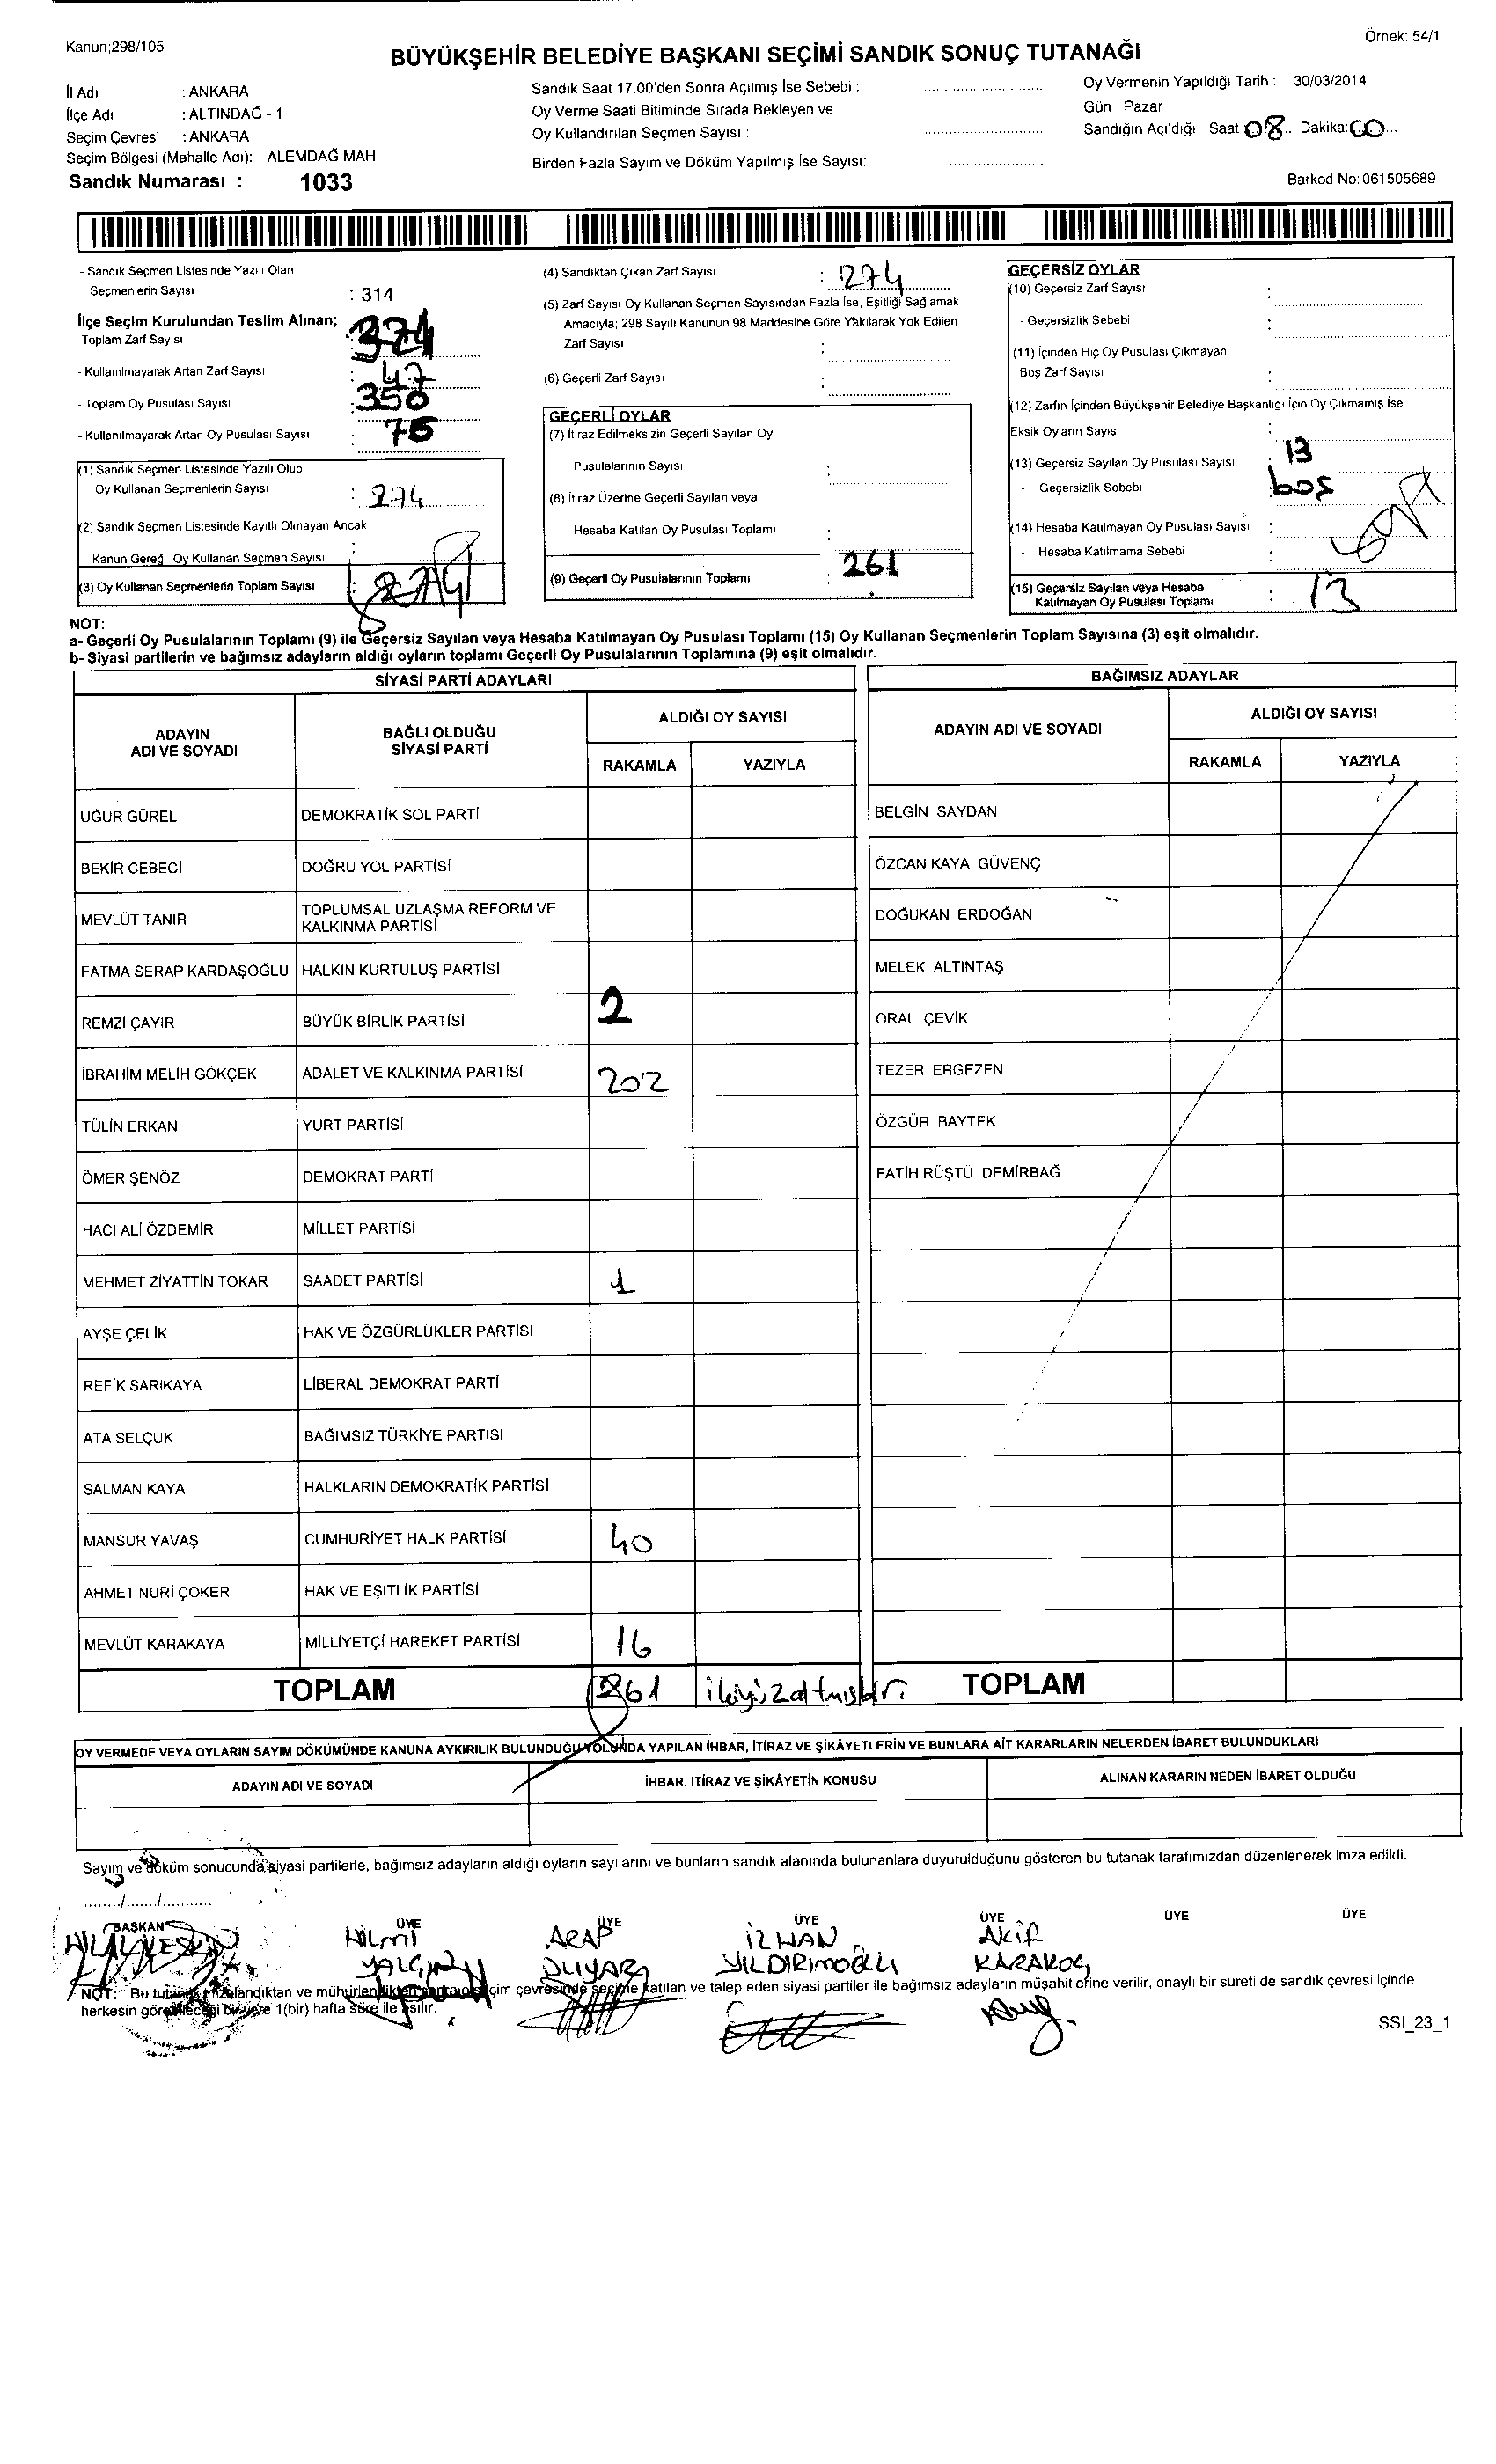 Kanun;298/105
Örnek: 54/1
BÜYÜKŞEHİR BELEDİYE BAŞKANI SEÇİMİ SANDIK SONUÇ TUTANAĞI
İl Adı : ANKARA
İlçe Adı : ALTINDAĞ - 1
Seçim Çevresi : ANKARA
Seçim Bölgesi (Mahalle Adı): ALEMDAĞ MAH.
Sandık Numarası : 1033
Sandık Saat 17.00'den Sonra Açılmış İse Sebebi :
Oy Verme Saati Bitiminde Sırada Bekleyen ve
Oy Kullandırılan Seçmen Sayısı :
Birden Fazla Sayım ve Döküm Yapılmış İse Sayısı:
Oy Vermenin Yapıldığı Tarih : 30/03/2014
Gün : Pazar
Sandığın Açıldığı Saat 08 Dakika: 00
Barkod No:061505689
- Sandık Seçmen Listesinde Yazılı Olan
Seçmenlerin Sayısı : 314
İlçe Seçim Kurulundan Teslim Alınan;
-Toplam Zarf Sayısı :
- Kullanılmayarak Artan Zarf Sayısı : 47
- Toplam Oy Pusulası Sayısı : 350
- Kullanılmayarak Artan Oy Pusulası Sayısı : 76
(1) Sandık Seçmen Listesinde Yazılı Olup
Oy Kullanan Seçmenlerin Sayısı : 274
(2) Sandık Seçmen Listesinde Kayıtlı Olmayan Ancak
Kanun Gereği Oy Kullanan Seçmen Sayısı :
(3) Oy Kullanan Seçmenlerin Toplam Sayısı 274
(4) Sandıktan Çıkan Zarf Sayısı : 274
(5) Zarf Sayısı Oy Kullanan Seçmen Sayısından Fazla İse, Eşitliği Sağlamak
Amacıyla; 298 Sayılı Kanunun 98.Maddesine Göre Yakılarak Yok Edilen
Zarf Sayısı :
(6) Geçerli Zarf Sayısı :
GEÇERLİ OYLAR
(7) İtiraz Edilmeksizin Geçerli Sayılan Oy
Pusulalarının Sayısı :
(8) İtiraz Üzerine Geçerli Sayılan veya
Hesaba Katılan Oy Pusulası Toplamı :
(9) Geçerli Oy Pusulalarının Toplamı : 261
GEÇERSİZ OYLAR
(10) Geçersiz Zarf Sayısı :
- Geçersizlik Sebebi :
(11) İçinden Hiç Oy Pusulası Çıkmayan
Boş Zarf Sayısı :
(12) Zarfın İçinden Büyükşehir Belediye Başkanlığı İçin Oy Çıkmamış İse
Eksik Oyların Sayısı :
(13) Geçersiz Sayılan Oy Pusulası Sayısı : 13
- Geçersizlik Sebebi : boş
(14) Hesaba Katılmayan Oy Pusulası Sayısı :
- Hesaba Katılmama Sebebi :
(15) Geçersiz Sayılan veya Hesaba
Katılmayan Oy Pusulası Toplamı : 13
NOT:
a- Geçerli Oy Pusulalarının Toplamı (9) ile Geçersiz Sayılan veya Hesaba Katılmayan Oy Pusulası Toplamı (15) Oy Kullanan Seçmenlerin Toplam Sayısına (3) eşit olmalıdır.
b- Siyasi partilerin ve bağımsız adayların aldığı oyların toplamı Geçerli Oy Pusulalarının Toplamına (9) eşit olmalıdır.
SİYASİ PARTİ ADAYLARI
ADAYIN
ADI VE SOYADI
BAĞLI OLDUĞU
SİYASİ PARTİ
ALDIĞI OY SAYISI
RAKAMLA YAZIYLA
UĞUR GÜREL DEMOKRATİK SOL PARTİ
BEKİR CEBECİ DOĞRU YOL PARTİSİ
MEVLÜT TANIR TOPLUMSAL UZLAŞMA REFORM VE
KALKINMA PARTİSİ
FATMA SERAP KARDAŞOĞLU HALKIN KURTULUŞ PARTİSİ
REMZİ ÇAYIR BÜYÜK BİRLİK PARTİSİ 2
İBRAHİM MELİH GÖKÇEK ADALET VE KALKINMA PARTİSİ 202
TÜLİN ERKAN YURT PARTİSİ
ÖMER ŞENÖZ DEMOKRAT PARTİ
HACI ALİ ÖZDEMİR MİLLET PARTİSİ
MEHMET ZİYATTİN TOKAR SAADET PARTİSİ 1
AYŞE ÇELİK HAK VE ÖZGÜRLÜKLER PARTİSİ
REFİK SARIKAYA LİBERAL DEMOKRAT PARTİ
ATA SELÇUK BAĞIMSIZ TÜRKİYE PARTİSİ
SALMAN KAYA HALKLARIN DEMOKRATİK PARTİSİ
MANSUR YAVAŞ CUMHURİYET HALK PARTİSİ 40
AHMET NURİ ÇOKER HAK VE EŞİTLİK PARTİSİ
MEVLÜT KARAKAYA MİLLİYETÇİ HAREKET PARTİSİ 16
TOPLAM 261 ikiyüzaltmışbir
BAĞIMSIZ ADAYLAR
ADAYIN ADI VE SOYADI
ALDIĞI OY SAYISI
RAKAMLA YAZIYLA
BELGİN SAYDAN
ÖZCAN KAYA GÜVENÇ
DOĞUKAN ERDOĞAN
MELEK ALTINTAŞ
ORAL ÇEVİK
TEZER ERGEZEN
ÖZGÜR BAYTEK
FATİH RÜŞTÜ DEMİRBAĞ
TOPLAM
OY VERMEDE VEYA OYLARIN SAYIM DÖKÜMÜNDE KANUNA AYKIRILIK BULUNDUĞU YOLUNDA YAPILAN İHBAR, İTİRAZ VE ŞİKÂYETLERİN VE BUNLARA AİT KARARLARIN NELERDEN İBARET BULUNDUKLARI
ADAYIN ADI VE SOYADI İHBAR, İTİRAZ VE ŞİKÂYETİN KONUSU ALINAN KARARIN NEDEN İBARET OLDUĞU
Sayım ve döküm sonucunda siyasi partilerle, bağımsız adayların aldığı oyların sayılarını ve bunların sandık alanında bulunanlara duyurulduğunu gösteren bu tutanak tarafımızdan düzenlenerek imza edildi.
BAŞKAN ÜYE ÜYE ÜYE ÜYE ÜYE ÜYE
HİLMİ ARAP İLHAN AKİF
YALÇIN DUYAR YILDIRIMOĞLU KARAKOÇ
NOT: Bu tutanak imzalandıktan ve mühürlendikten sonra o seçim çevresinde seçime katılan ve talep eden siyasi partiler ile bağımsız adayların müşahitlerine verilir, onaylı bir sureti de sandık çevresi içinde
herkesin görebileceği bir yere 1(bir) hafta süre ile asılır.
SSI_23_1